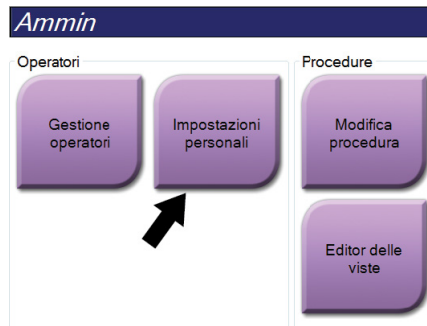 Ammin
Operatori
Procedure
Gestione
operatori
Impostazioni
personali
Modifica
procedura
Editor delle
viste